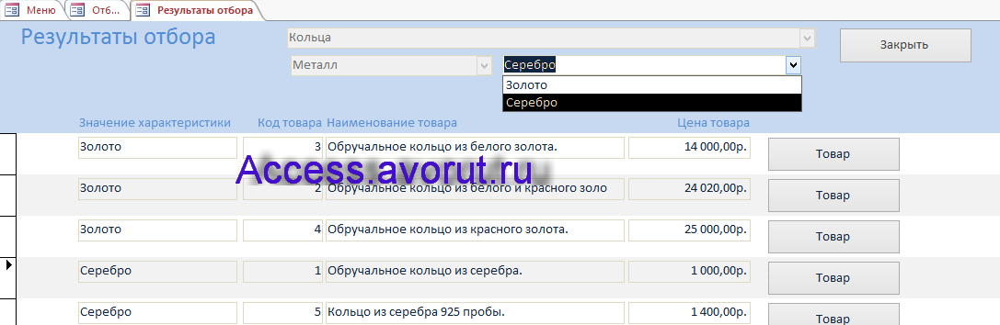 Меню Отб... Результаты отбора
Результаты отбора Кольца Закрыть
Металл Серебро
Золото
Серебро
Значение характеристики Код товара Наименование товара Цена товара
Золото 3 Обручальное кольцо из белого золота. 14 000,00р. Товар
Access.avorut.ru
Золото 2 Обручальное кольцо из белого и красного золо 24 020,00р. Товар
Золото 4 Обручальное кольцо из красного золота. 25 000,00р. Товар
Серебро 1 Обручальное кольцо из серебра. 1 000,00р. Товар
Серебро 5 Кольцо из серебра 925 пробы. 1 400,00р. Товар